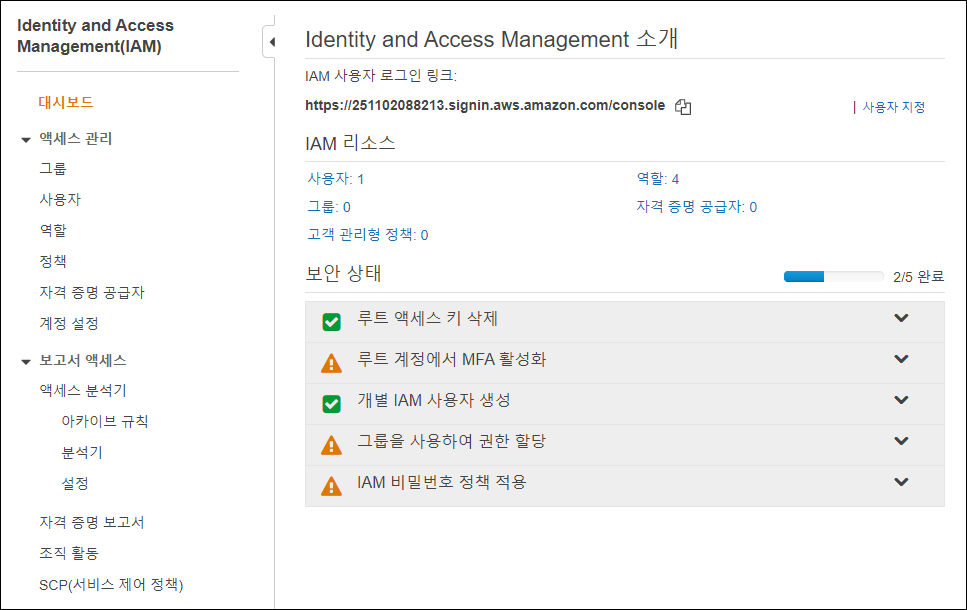 Identity and Access
Management(IAM)
대시보드
액세스 관리
그룹
사용자
역할
정책
자격 증명 공급자
계정 설정
보고서 액세스
액세스 분석기
아카이브 규칙
분석기
설정
자격 증명 보고서
조직 활동
SCP(서비스 제어 정책)
Identity and Access Management 소개
IAM 사용자 로그인 링크:
https://251102088213.signin.aws.amazon.com/console
| 사용자 지정
IAM 리소스
사용자: 1
역할: 4
그룹: 0
자격 증명 공급자: 0
고객 관리형 정책: 0
보안 상태
2/5 완료
루트 액세스 키 삭제
루트 계정에서 MFA 활성화
개별 IAM 사용자 생성
그룹을 사용하여 권한 할당
IAM 비밀번호 정책 적용